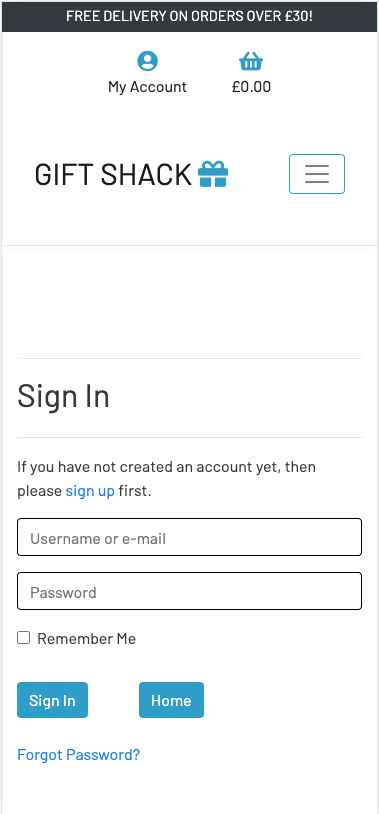 FREE DELIVERY ON ORDERS OVER £30!
My Account £0.00
GIFT SHACK
Sign In
If you have not created an account yet, then
please sign up first.
Username or e-mail
Password
Remember Me
Sign In Home
Forgot Password?